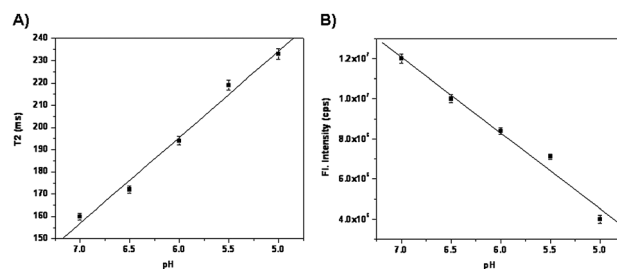 A)
240
230
220
210
200
190
180
170
160
150
T2 (ms)
7.0 6.5 6.0 5.5 5.0
pH
B)
1.2x10⁷
1.0x10⁷
8.0x10⁶
6.0x10⁶
4.0x10⁶
Fl. Intensity (cps)
7.0 6.5 6.0 5.5 5.0
pH